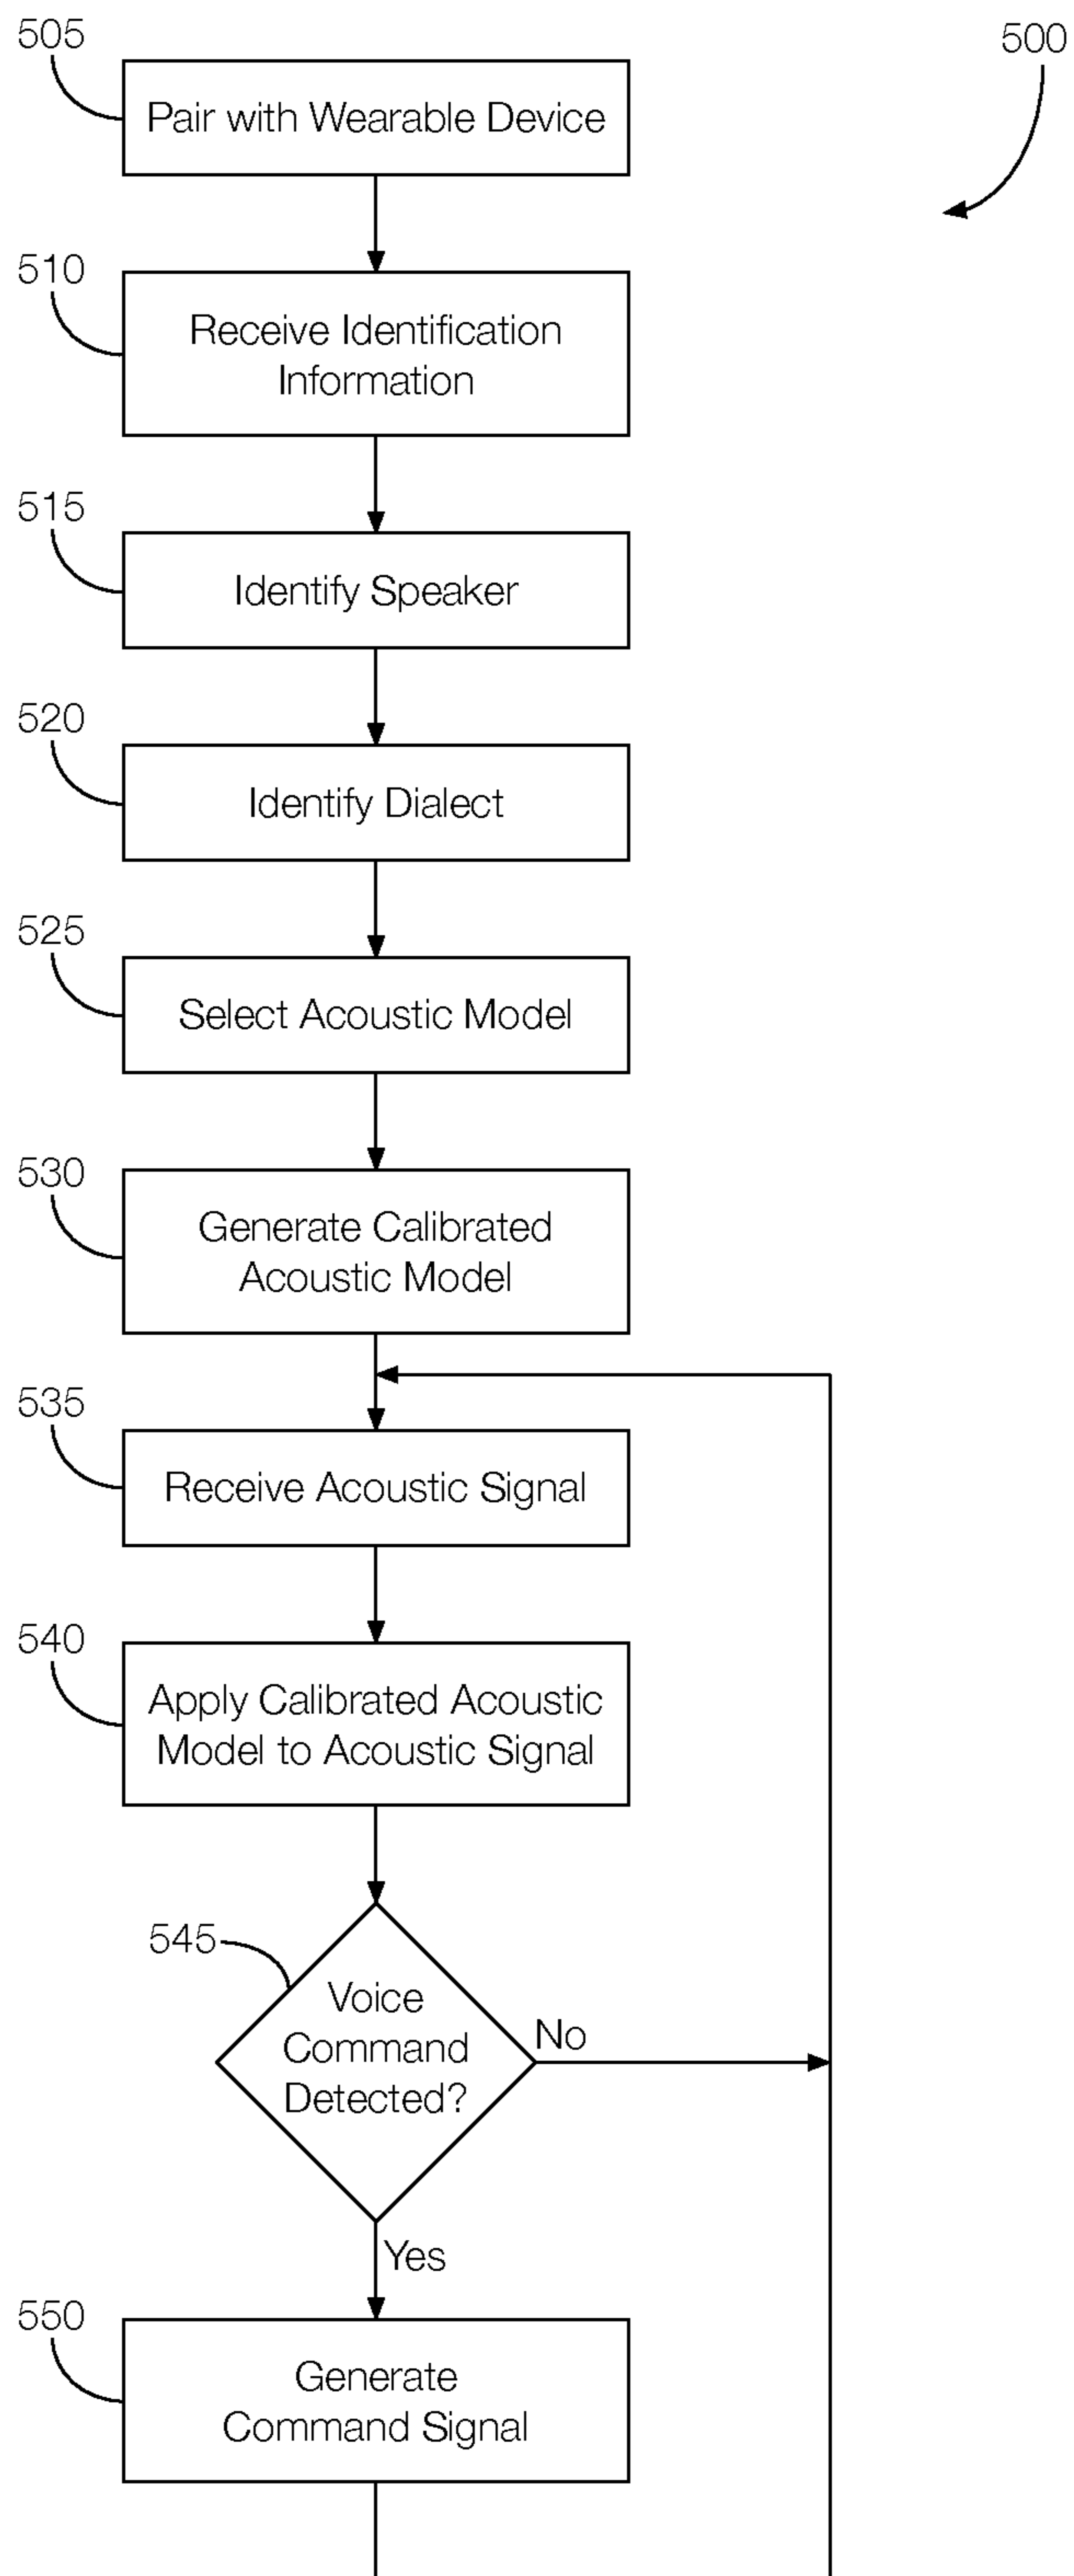 505
500
Pair with Wearable Device
510
Receive Identification
Information
515
Identify Speaker
520
Identify Dialect
525
Select Acoustic Model
530
Generate Calibrated
Acoustic Model
535
Receive Acoustic Signal
540
Apply Calibrated Acoustic
Model to Acoustic Signal
545
Voice
Command
Detected?
No
Yes
550
Generate
Command Signal